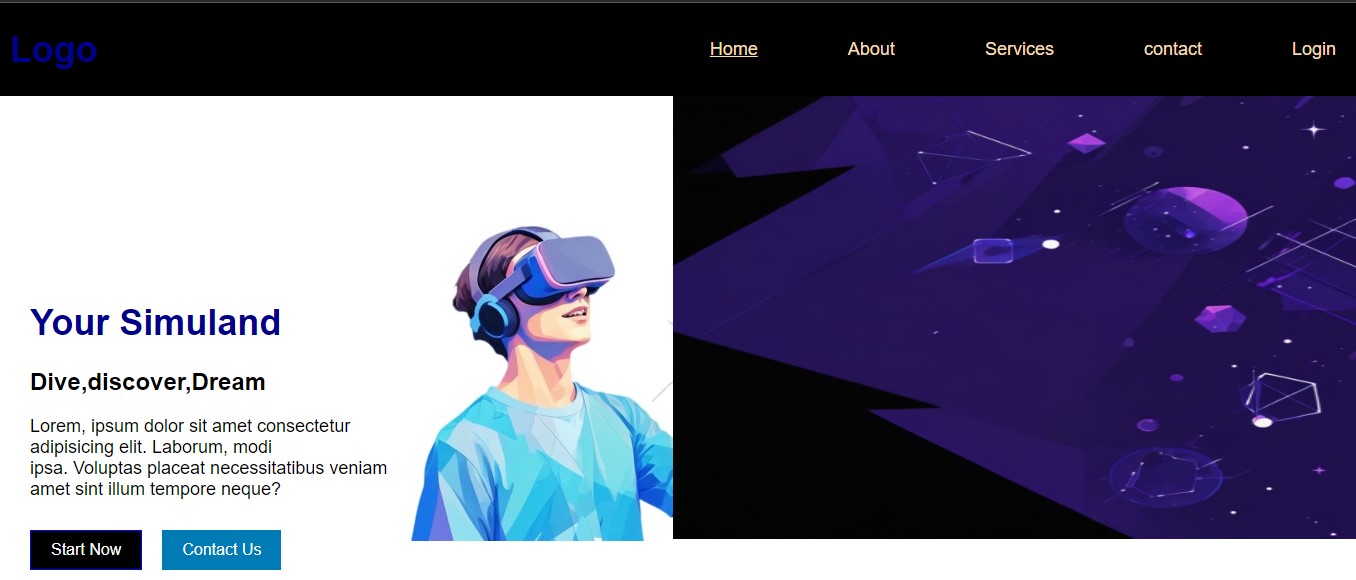 Logo
Home About Services contact Login
Your Simuland
Dive,discover,Dream
Lorem, ipsum dolor sit amet consectetur
adipisicing elit. Laborum, modi
ipsa. Voluptas placeat necessitatibus veniam
amet sint illum tempore neque?
Start Now Contact Us